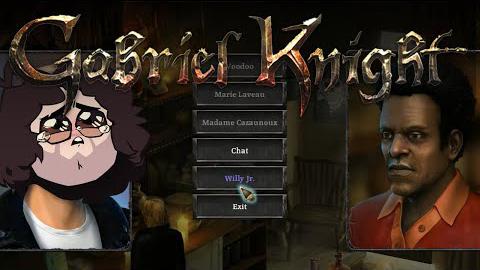 Gabriel Knight
Voodoo
Marie Laveau
Madame Cazaunoux
Chat
Willy Jr.
Exit